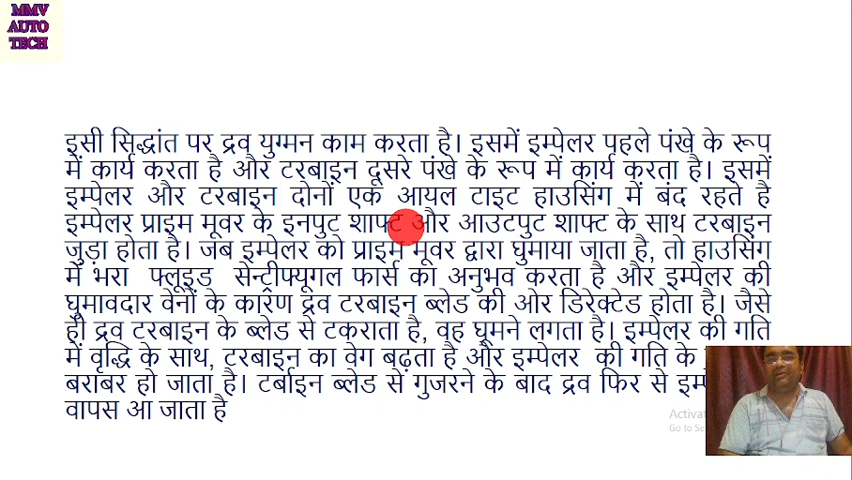 MMV
AUTO
TECH
इसी सिद्धांत पर द्रव युग्मन काम करता है। इसमें इम्पेलर पहले पंखे के रूप
में कार्य करता है और टरबाइन दूसरे पंखे के रूप में कार्य करता है। इसमें
इम्पेलर और टरबाइन दोनों एक आयल टाइट हाउसिंग में बंद रहते है
इम्पेलर प्राइम मूवर के इनपुट शाफ्ट और आउटपुट शाफ्ट के साथ टरबाइन
जुड़ा होता है। जब इम्पेलर को प्राइम मूवर द्वारा घुमाया जाता है, तो हाउसिंग
में भरा फ्लूइड सेन्ट्रीफ्यूगल फार्स का अनुभव करता है और इम्पेलर की
घुमावदार वेनों के कारण द्रव टरबाइन ब्लेड की ओर डिरेक्टेड होता है। जैसे
ही द्रव टरबाइन के ब्लेड से टकराता है, वह घूमने लगता है। इम्पेलर की गति
में वृद्धि के साथ, टरबाइन का वेग बढ़ता है और इम्पेलर की गति के
बराबर हो जाता है। टर्बाइन ब्लेड से गुजरने के बाद द्रव फिर से
वापस आ जाता है
Go to